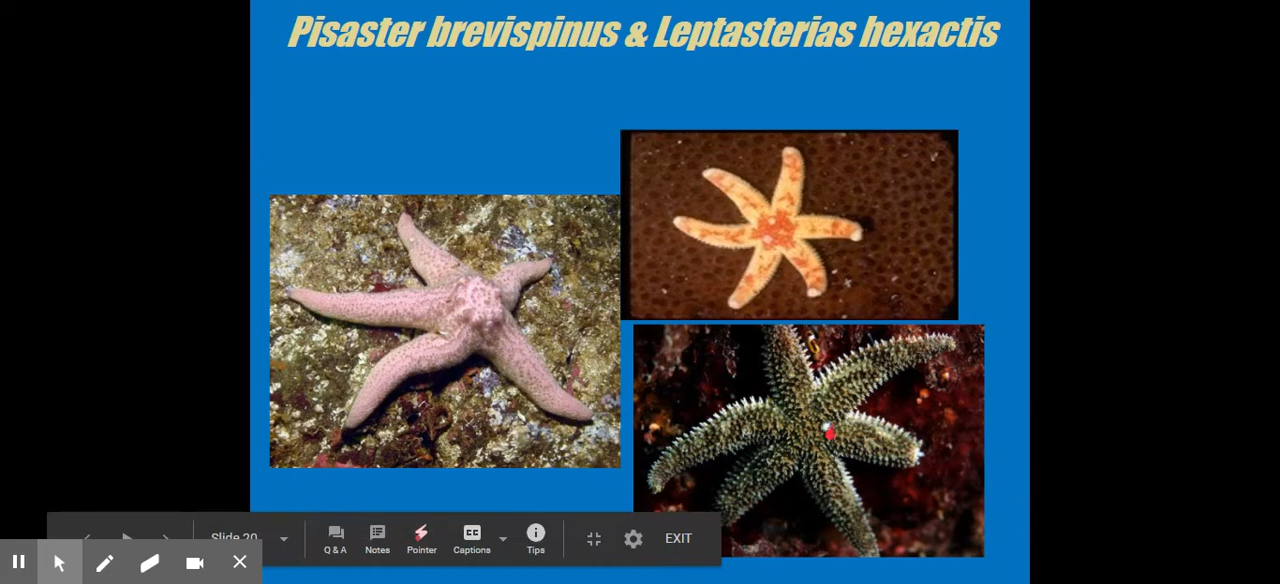 Pisaster brevispinus & Leptasterias hexactis
Slide 20
Q & A
Notes
Pointer
Captions
Tips
EXIT